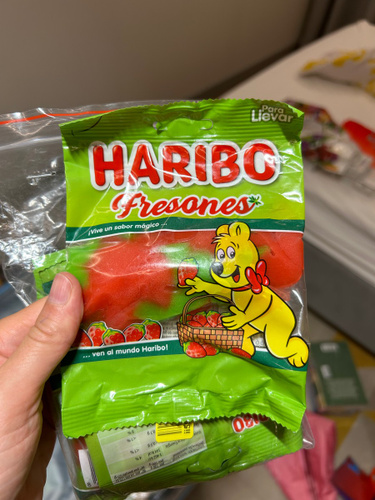 Para
Llevar
HARIBO
Fresones
¡Vive un sabor mágico ...
... ven al mundo Haribo!